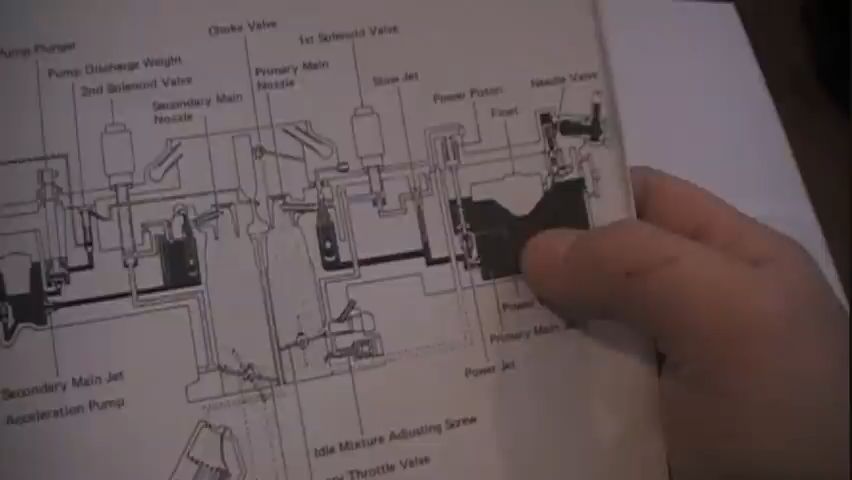 Choke Valve
1st Solenoid Valve
Pump Plunger
Pump Discharge Weight
2nd Solenoid Valve
Primary Main
Nozzle
Slow Jet
Needle Valve
Secondary Main
Nozzle
Power Piston
Float
Primary Main
Power Jet
Secondary Main Jet
Acceleration Pump
Idle Mixture Adjusting Screw
Throttle Valve